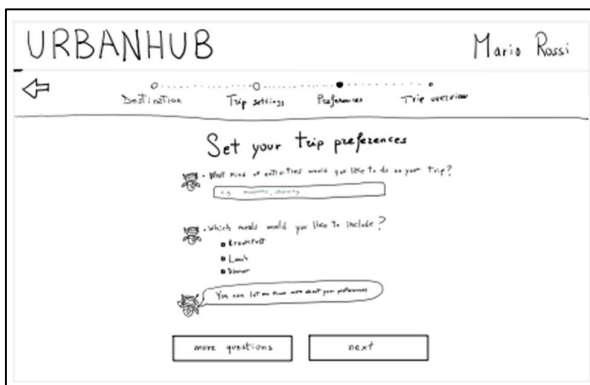 URBANHUB
Mario Rossi
Destination Trip settings Preferences Trip overview
Set your trip preferences
What kind of activities would you like to do on your trip?
e.g. museums,
Which meals would you like to include?
Breakfast
Lunch
Dinner
You can let me know more about your preferences
more questions
next